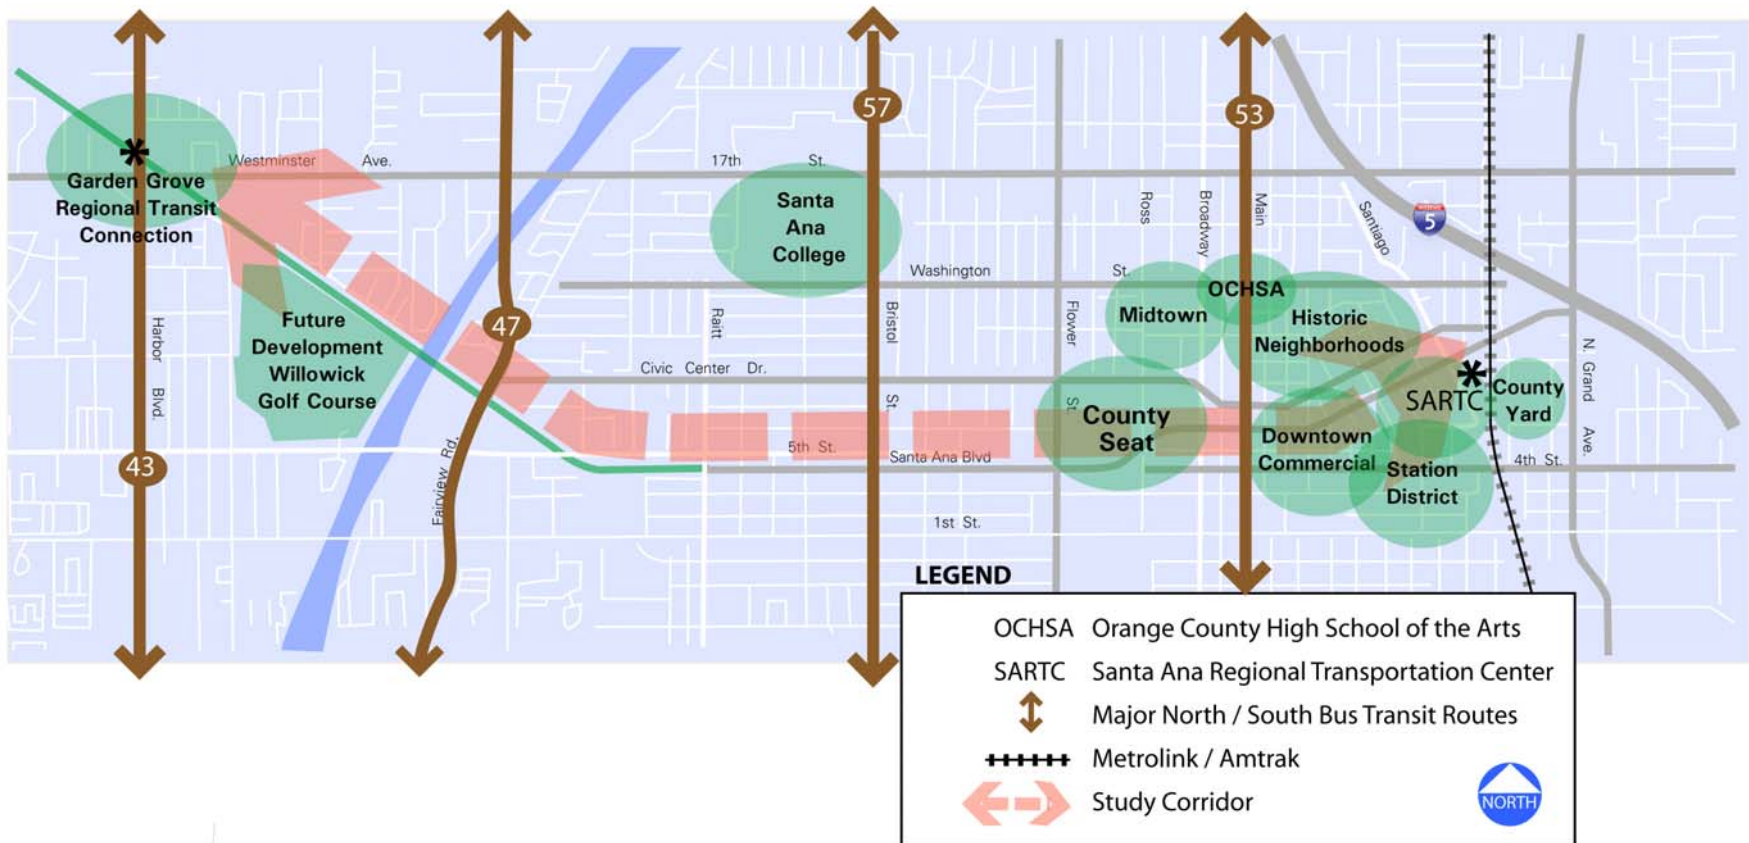 57
53
47
43
Westminster Ave.
17th St.
Garden Grove
Regional Transit
Connection
Santa
Ana
College
Ross
Broadway
Main
Santiago
INTERSTATE
5
Washington St.
OCHSA
Midtown
Historic
Neighborhoods
Future
Development
Willowick
Golf Course
Harbor Blvd.
Raitt
Bristol St.
Flower St.
N. Grand Ave.
Civic Center Dr.
SARTC
County
Yard
County
Seat
Downtown
Commercial
Station
District
5th St.
Santa Ana Blvd
4th St.
Fairview Rd.
1st St.
LEGEND
OCHSA Orange County High School of the Arts
SARTC Santa Ana Regional Transportation Center
Major North / South Bus Transit Routes
Metrolink / Amtrak
Study Corridor
NORTH